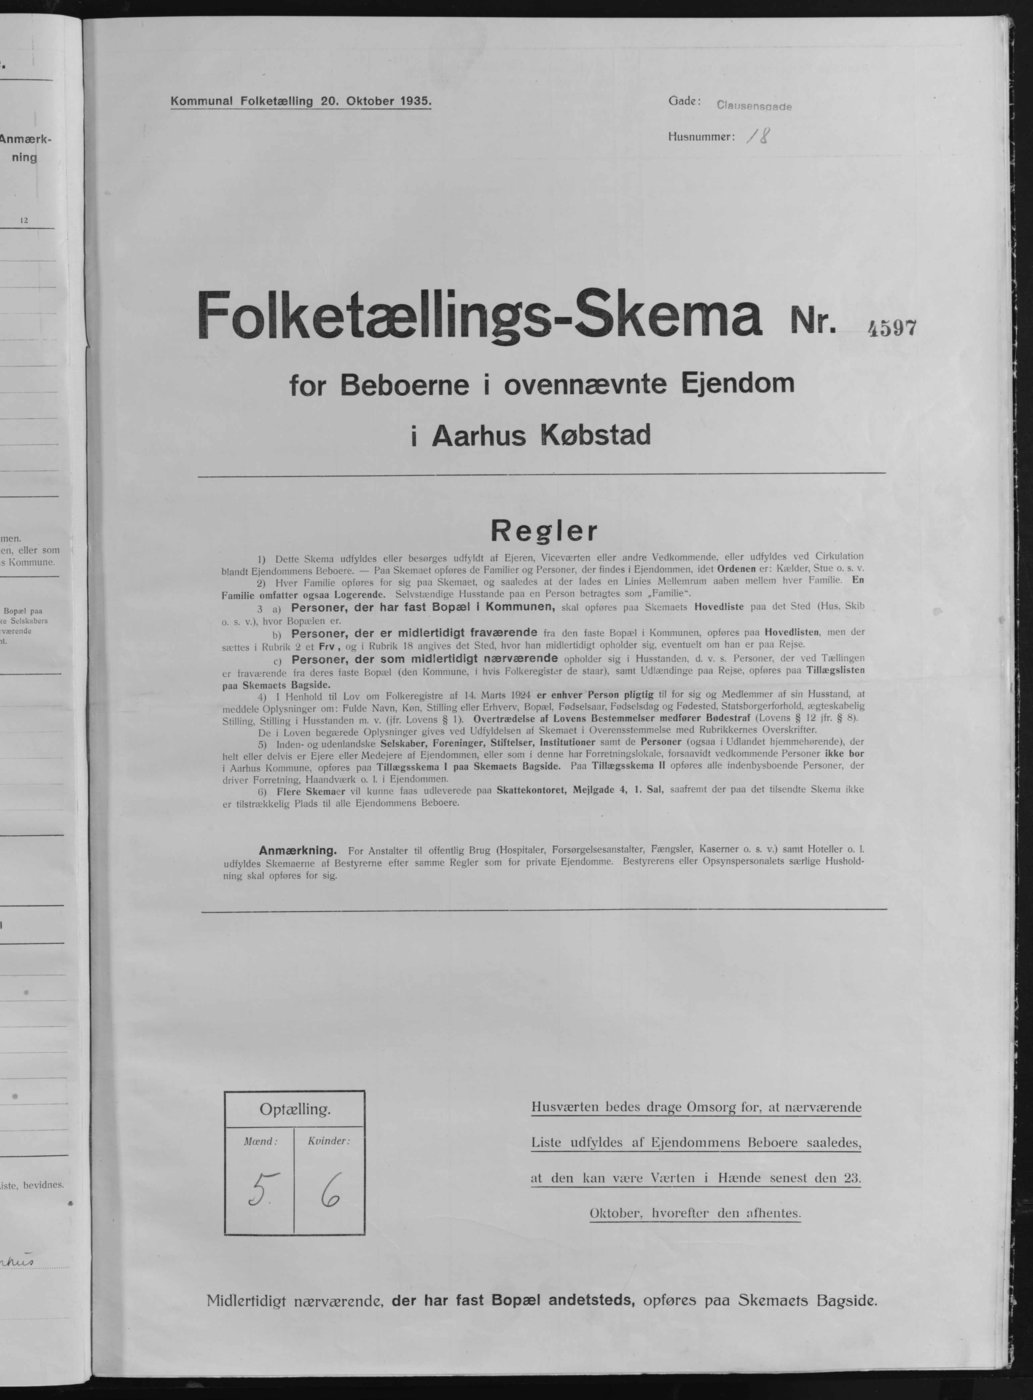 Anmærk-
ning
12
men.
en, eller som
s Kommune.
Bopæl paa
ke Selskabers
værende
iste, bevidnes.
rhus
Kommunal Folketælling 20. Oktober 1935.
Gade: Clausensgade
Husnummer: 18
Folketællings-Skema Nr. 4597
for Beboerne i ovennævnte Ejendom
i Aarhus Købstad
Regler
1) Dette Skema udfyldes eller besørges udfyldt af Ejeren, Viceværten eller andre Vedkommende, eller udfyldes ved Cirkulation
blandt Ejendommens Beboere. — Paa Skemaet opføres de Familier og Personer, der findes i Ejendommen, idet Ordenen er: Kælder, Stue o. s. v.
2) Hver Familie opføres for sig paa Skemaet, og saaledes at der lades en Linies Mellemrum aaben mellem hver Familie. En
Familie omfatter ogsaa Logerende. Selvstændige Husstande paa en Person betragtes som „Familie“.
3 a) Personer, der har fast Bopæl i Kommunen, skal opføres paa Skemaets Hovedliste paa det Sted (Hus, Skib
o. s. v.), hvor Bopælen er.
b) Personer, der er midlertidigt fraværende fra den faste Bopæl i Kommunen, opføres paa Hovedlisten, men der
sættes i Rubrik 2 et Frv., og i Rubrik 18 angives det Sted, hvor han midlertidigt opholder sig, eventuelt om han er paa Rejse.
c) Personer, der som midlertidigt nærværende opholder sig i Husstanden, d. v. s. Personer, der ved Tællingen
er fraværende fra deres faste Bopæl (den Kommune, i hvis Folkeregister de staar), samt Udlændinge paa Rejse, opføres paa Tillægslisten
paa Skemaets Bagside.
4) I Henhold til Lov om Folkeregistre af 14. Marts 1924 er enhver Person pligtig til for sig og Medlemmer af sin Husstand, at
meddele Oplysninger om: Fulde Navn, Køn, Stilling eller Erhverv, Bopæl, Fødselsaar, Fødselsdag og Fødested, Statsborgerforhold, ægteskabelig
Stilling, Stilling i Husstanden m. v. (jfr. Lovens § 1). Overtrædelse af Lovens Bestemmelser medfører Bødestraf (Lovens § 12 jfr. § 8).
De i Loven begærede Oplysninger gives ved Udfyldelsen af Skemaet i Overensstemmelse med Rubrikkernes Overskrifter.
5) Inden- og udenlandske Selskaber, Foreninger, Stiftelser, Institutioner samt de Personer (ogsaa i Udlandet hjemmehørende), der
helt eller delvis er Ejere eller Medejere af Ejendommen, eller som i denne har Forretningslokale, forsaavidt vedkommende Personer ikke bor
i Aarhus Kommune, opføres paa Tillægsskema I paa Skemaets Bagside. Paa Tillægsskema II opføres alle indenbysboende Personer, der
driver Forretning, Haandværk o. l. i Ejendommen.
6) Flere Skemaer vil kunne faas udleverede paa Skattekontoret, Mejlgade 4, 1. Sal, saafremt der paa det tilsendte Skema ikke
er tilstrækkelig Plads til alle Ejendommens Beboere.
Anmærkning. For Anstalter til offentlig Brug (Hospitaler, Forsørgelsesanstalter, Fængsler, Kaserner o. s. v.) samt Hoteller o. l.
udfyldes Skemaerne af Bestyrerne efter samme Regler som for private Ejendomme. Bestyrerens eller Opsynspersonalets særlige Hushold-
ning skal opføres for sig.
Optælling.
Mænd: Kvinder:
5. 6
Husværten bedes drage Omsorg for, at nærværende
Liste udfyldes af Ejendommens Beboere saaledes,
at den kan være Værten i Hænde senest den 23.
Oktober, hvorefter den afhentes.
Midlertidigt nærværende, der har fast Bopæl andetsteds, opføres paa Skemaets Bagside.